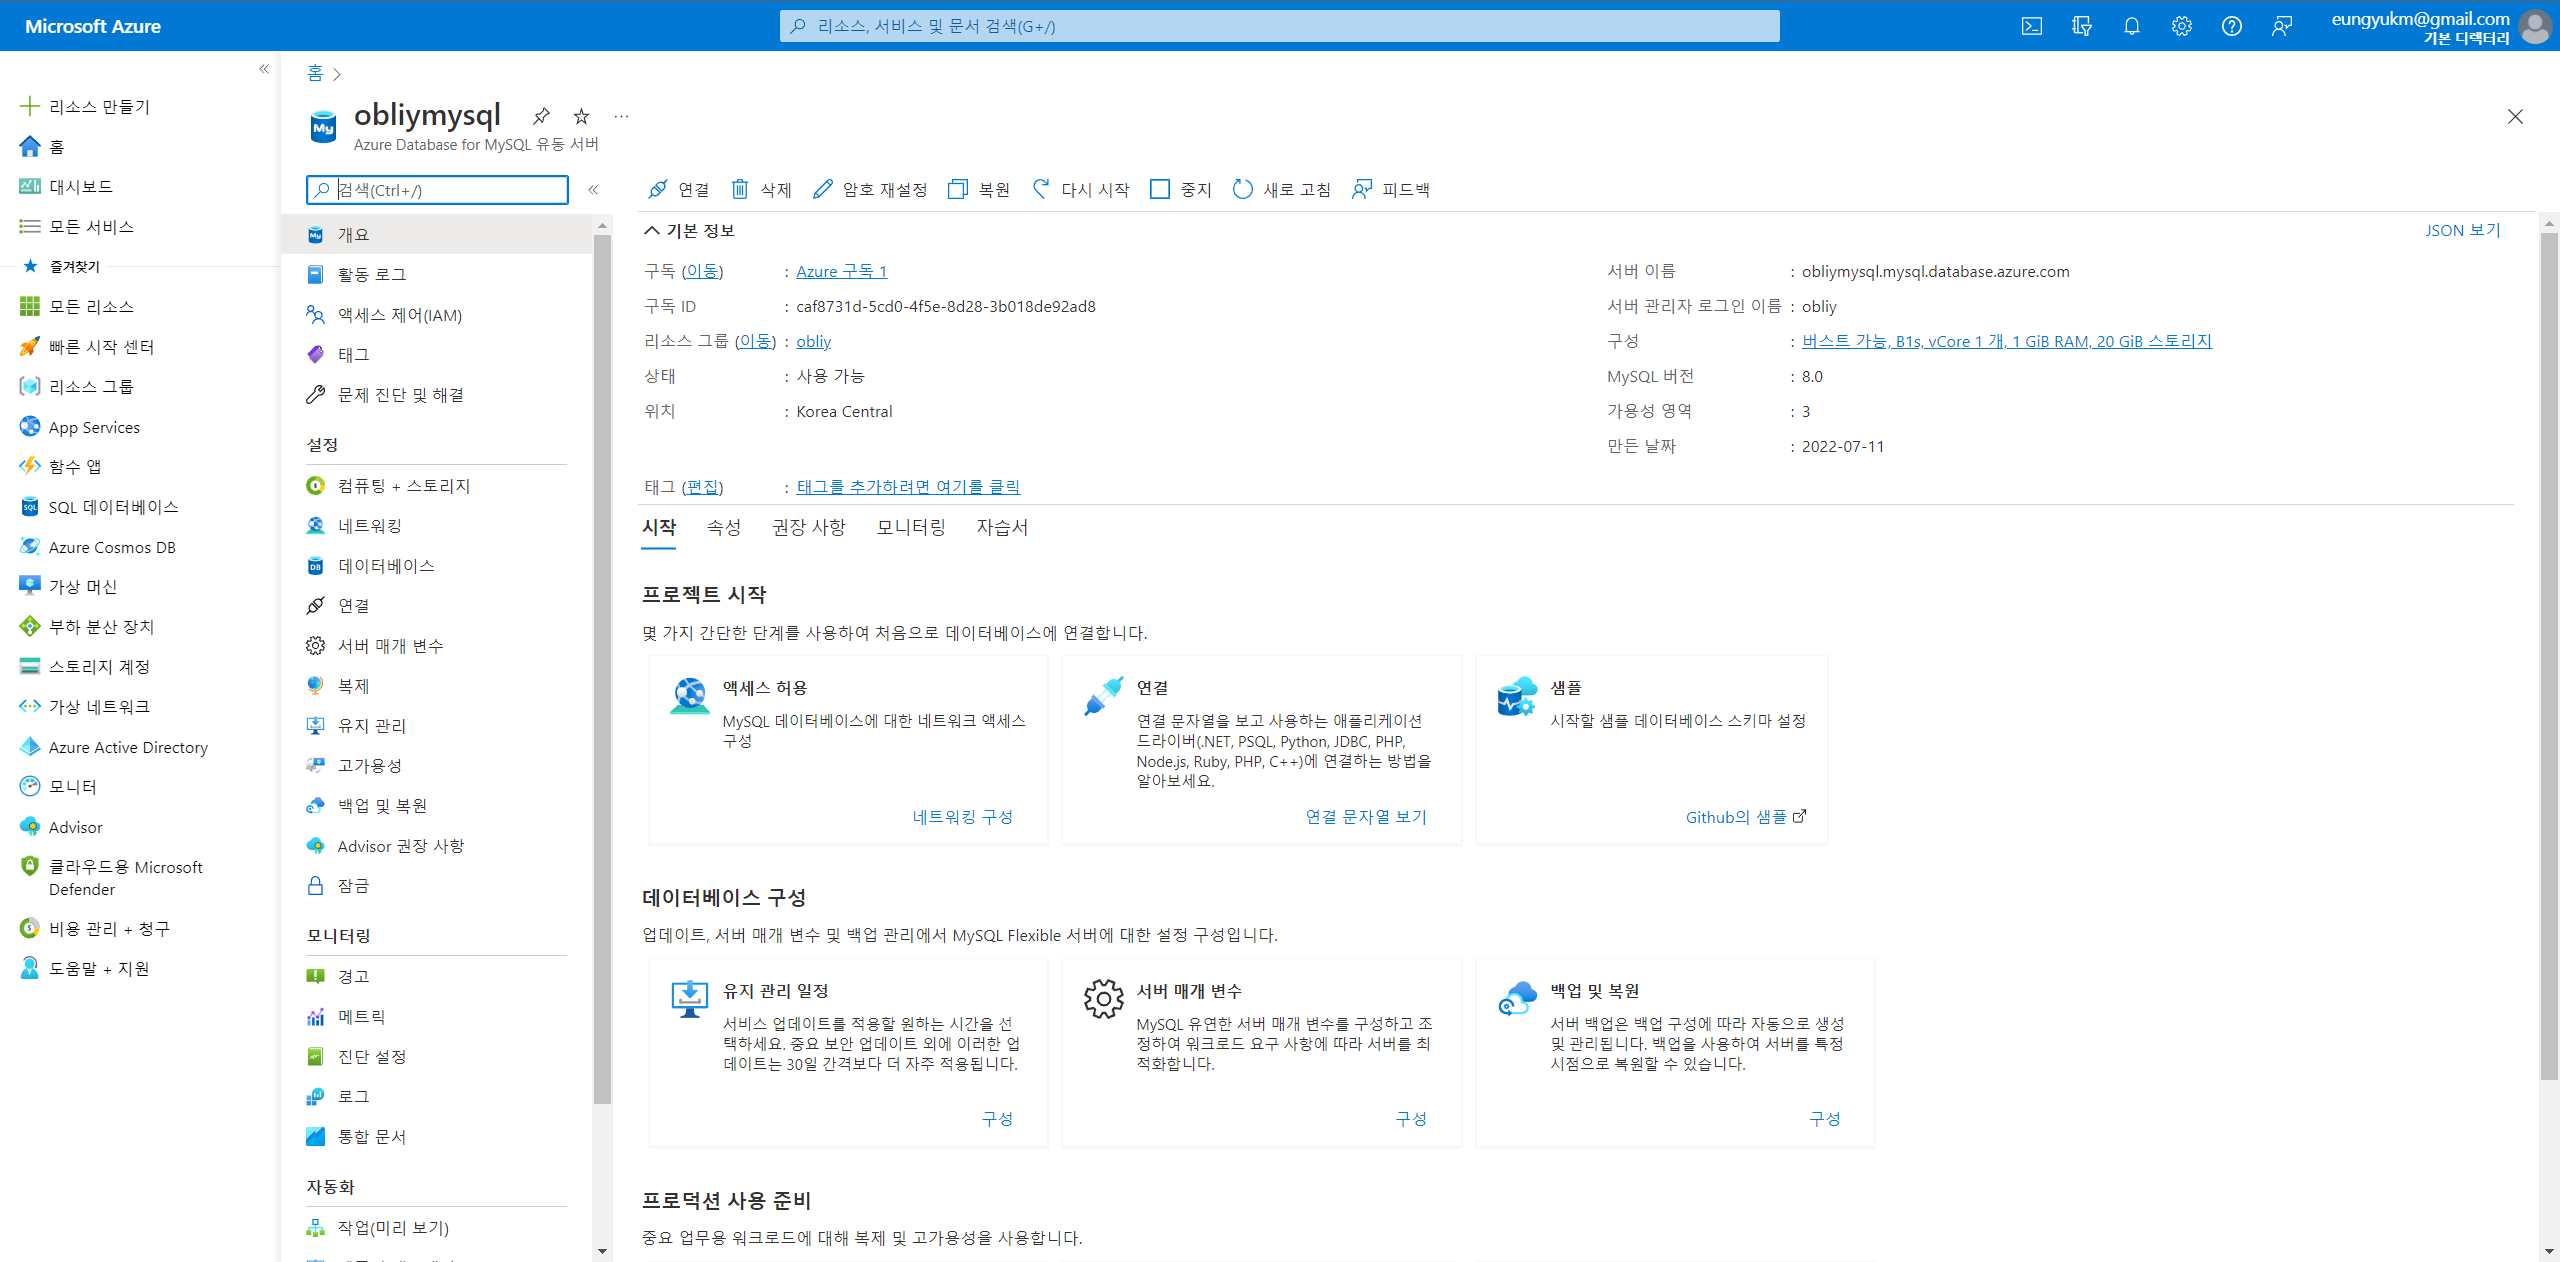 Microsoft Azure
리소스, 서비스 및 문서 검색(G+/)
eungyukm@gmail.com
기본 디렉터리
리소스 만들기
홈
대시보드
모든 서비스
즐겨찾기
모든 리소스
빠른 시작 센터
리소스 그룹
App Services
함수 앱
SQL 데이터베이스
Azure Cosmos DB
가상 머신
부하 분산 장치
스토리지 계정
가상 네트워크
Azure Active Directory
모니터
Advisor
클라우드용 Microsoft
Defender
비용 관리 + 청구
도움말 + 지원
홈
obliymysql
Azure Database for MySQL 유동 서버
검색(Ctrl+/)
개요
활동 로그
액세스 제어(IAM)
태그
문제 진단 및 해결
설정
컴퓨팅 + 스토리지
네트워킹
데이터베이스
연결
서버 매개 변수
복제
유지 관리
고가용성
백업 및 복원
Advisor 권장 사항
잠금
모니터링
경고
메트릭
진단 설정
로그
통합 문서
자동화
작업(미리 보기)
연결 삭제 암호 재설정 복원 다시 시작 중지 새로 고침 피드백
기본 정보
JSON 보기
구독 (이동) : Azure 구독 1
구독 ID : caf8731d-5cd0-4f5e-8d28-3b018de92ad8
리소스 그룹 (이동) : obliy
상태 : 사용 가능
위치 : Korea Central
서버 이름 : obliymysql.mysql.database.azure.com
서버 관리자 로그인 이름 : obliy
구성 : 버스트 가능, B1s, vCore 1 개, 1 GiB RAM, 20 GiB 스토리지
MySQL 버전 : 8.0
가용성 영역 : 3
만든 날짜 : 2022-07-11
태그 (편집) : 태그를 추가하려면 여기를 클릭
시작 속성 권장 사항 모니터링 자습서
프로젝트 시작
몇 가지 간단한 단계를 사용하여 처음으로 데이터베이스에 연결합니다.
액세스 허용
MySQL 데이터베이스에 대한 네트워크 액세스
구성
네트워킹 구성
연결
연결 문자열을 보고 사용하는 애플리케이션
드라이버(.NET, PSQL, Python, JDBC, PHP,
Node.js, Ruby, PHP, C++)에 연결하는 방법을
알아보세요.
연결 문자열 보기
샘플
시작할 샘플 데이터베이스 스키마 설정
Github의 샘플
데이터베이스 구성
업데이트, 서버 매개 변수 및 백업 관리에서 MySQL Flexible 서버에 대한 설정 구성입니다.
유지 관리 일정
서비스 업데이트를 적용할 원하는 시간을 선
택하세요. 중요 보안 업데이트 외에 이러한 업
데이트는 30일 간격보다 더 자주 적용됩니다.
구성
서버 매개 변수
MySQL 유연한 서버 매개 변수를 구성하고 조
정하여 워크로드 요구 사항에 따라 서버를 최
적화합니다.
구성
백업 및 복원
서버 백업은 백업 구성에 따라 자동으로 생성
및 관리됩니다. 백업을 사용하여 서버를 특정
시점으로 복원할 수 있습니다.
구성
프로덕션 사용 준비
중요 업무용 워크로드에 대해 복제 및 고가용성을 사용합니다.